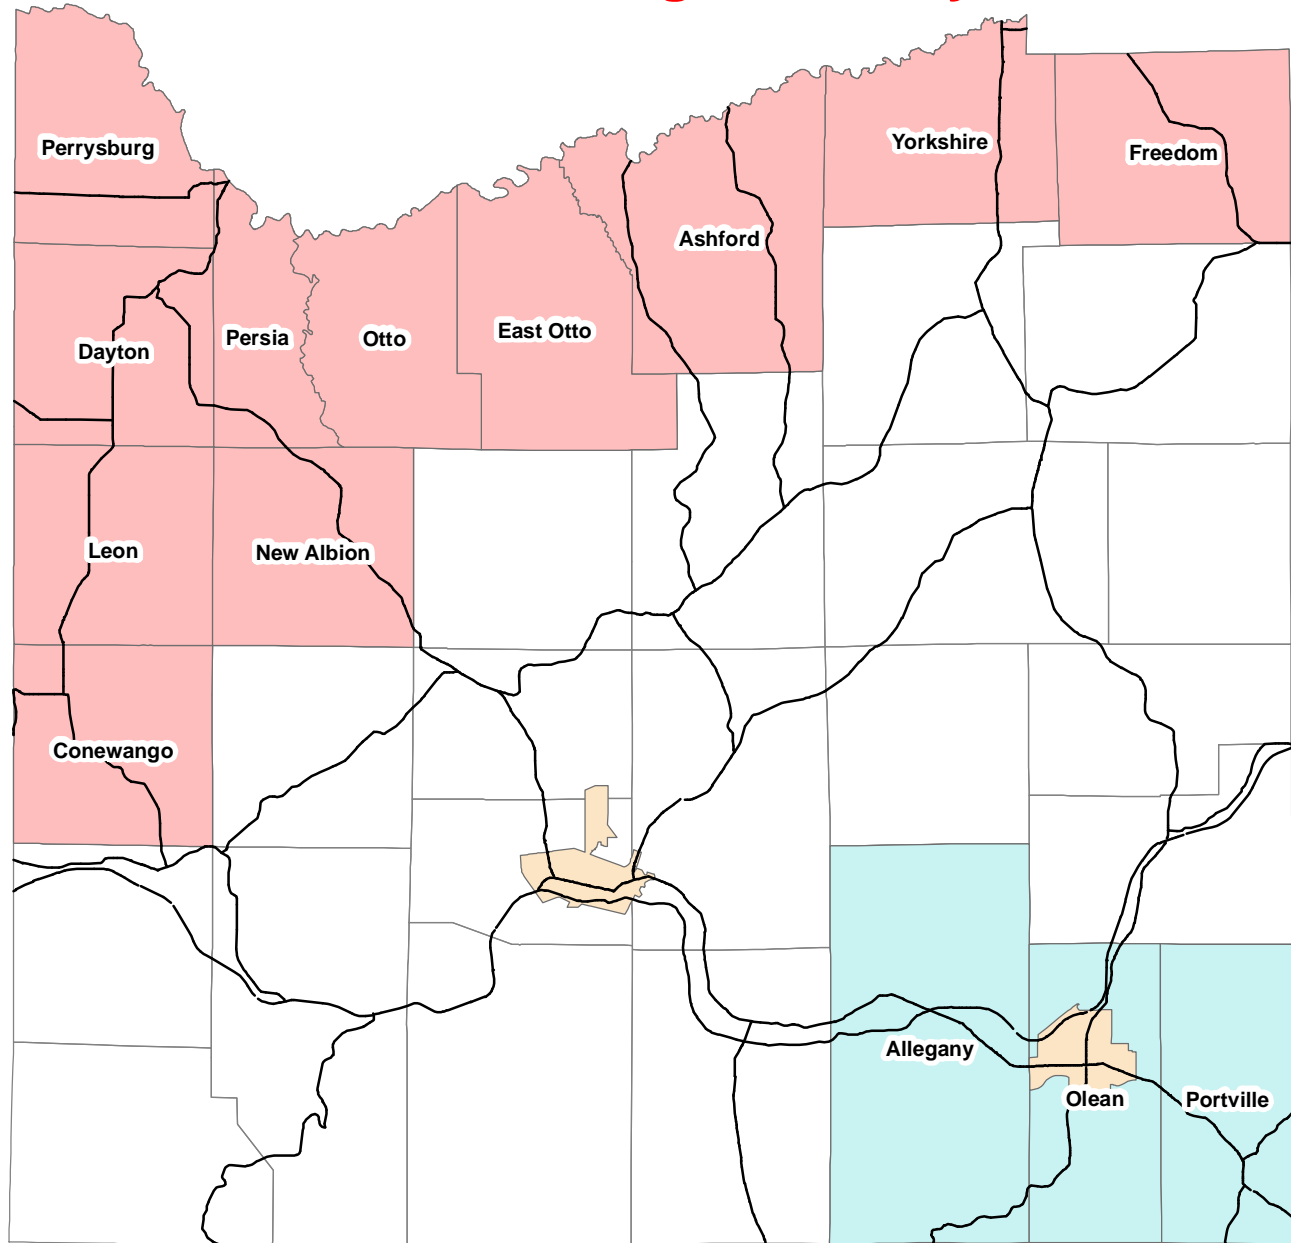 Perrysburg
Yorkshire
Freedom
Ashford
Persia
Otto
East Otto
Dayton
Leon
New Albion
Conewango
Allegany
Olean
Portville